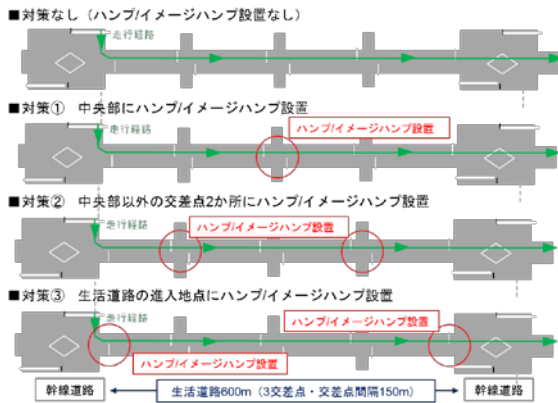 ■対策なし（ハンプ/イメージハンプ設置なし）
走行経路
■対策① 中央部にハンプ/イメージハンプ設置
走行経路
ハンプ/イメージハンプ設置
■対策② 中央部以外の交差点2か所にハンプ/イメージハンプ設置
走行経路
ハンプ/イメージハンプ設置
■対策③ 生活道路の進入地点にハンプ/イメージハンプ設置
走行経路
ハンプ/イメージハンプ設置
ハンプ/イメージハンプ設置
幹線道路
生活道路600m（3交差点・交差点間隔150m）
幹線道路